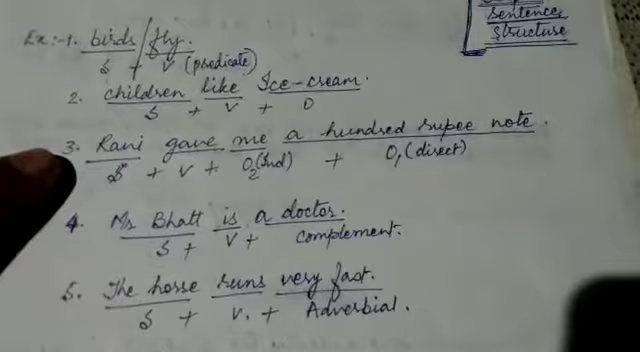 sentence
structure
Ex:-1. birds / fly.
S + V (predicate)
2. children like Ice-cream.
S + V + O
3. Rani gave me a hundred rupee note.
S + V + O2 (Ind) + O1 (direct)
4. Mr Bhatt is a doctor.
S + V + complement.
5. The horse runs very fast.
S + V. + Adverbial.